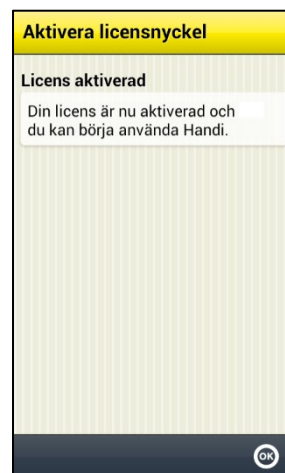 Aktivera licensnyckel
Licens aktiverad
Din licens är nu aktiverad och
du kan börja använda Handi.
OK